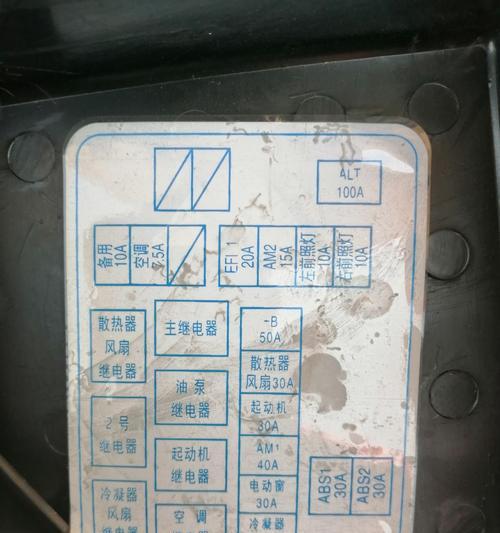 ALT
100A
备用
10A
空调
7.5A
EFI 1
20A
AM2
15A
左前照灯
10A
右前照灯
10A
散热器
风扇
继电器
主继电器
-B
50A
散热器
风扇30A
油泵
继电器
起动机
30A
2号
继电器
AM1
40A
起动机
继电器
电动窗
30A
ABS1
30A
ABS2
30A
冷凝器
风扇
继电器
空调
继电器
冷凝器